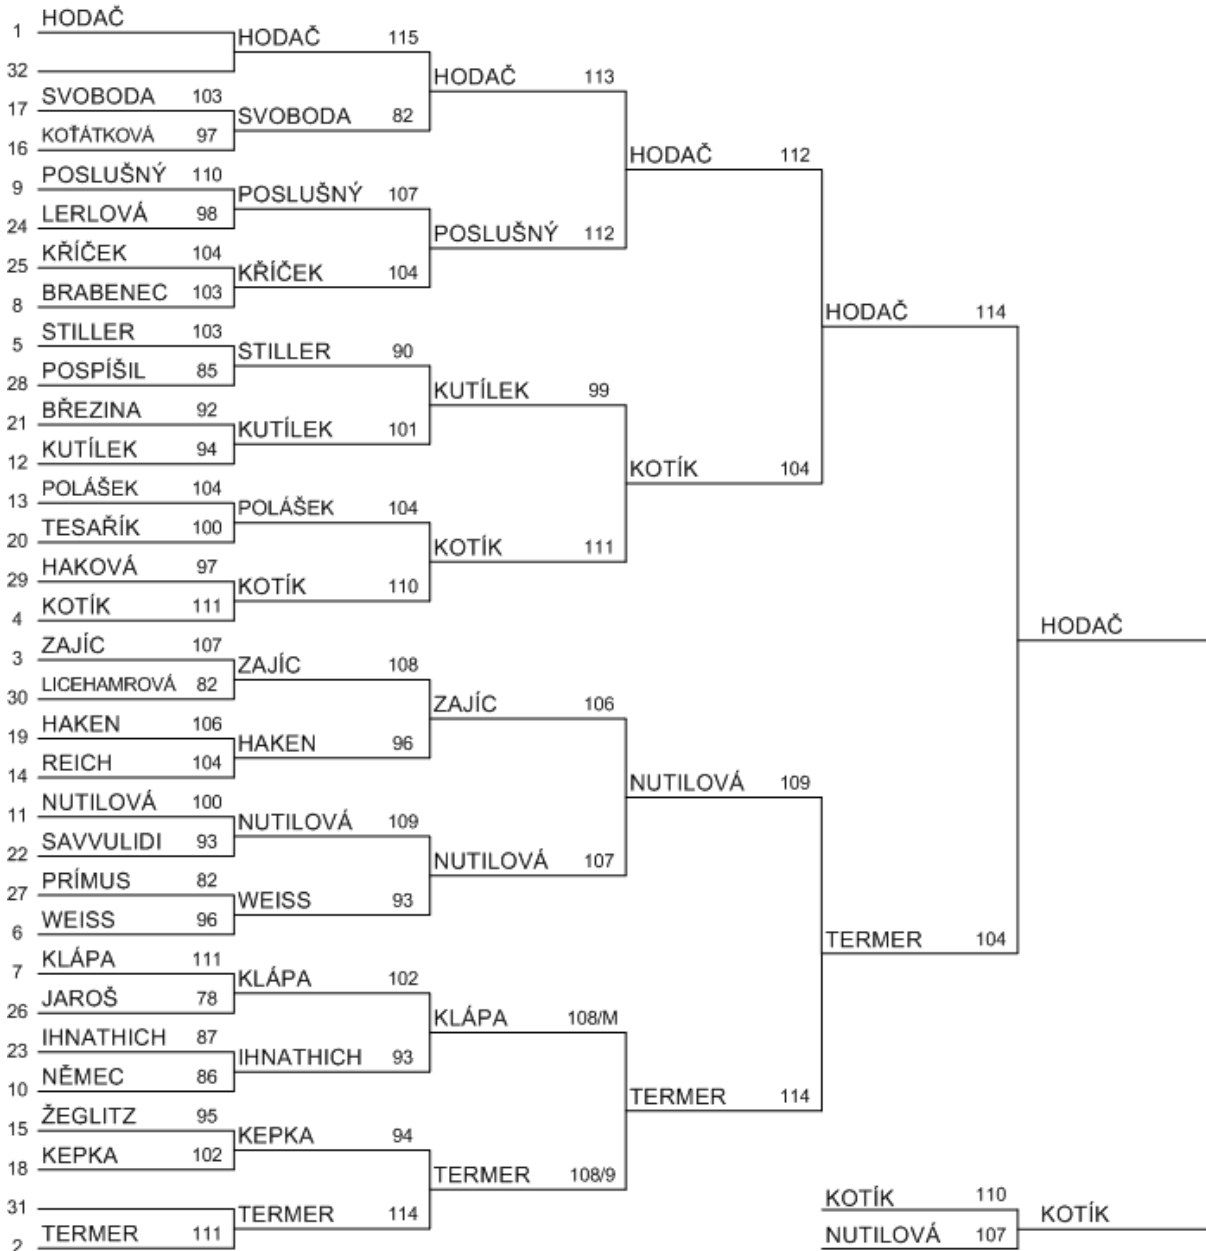 1 HODAČ
32
17 SVOBODA 103
16 KOŤÁTKOVÁ 97
9 POSLUŠNÝ 110
24 LERLOVÁ 98
25 KŘÍČEK 104
8 BRABENEC 103
5 STILLER 103
28 POSPÍŠIL 85
21 BŘEZINA 92
12 KUTÍLEK 94
13 POLÁŠEK 104
20 TESAŘÍK 100
29 HAKOVÁ 97
4 KOTÍK 111
3 ZAJÍC 107
30 LICEHAMROVÁ 82
19 HAKEN 106
14 REICH 104
11 NUTILOVÁ 100
22 SAVVULIDI 93
27 PRÍMUS 82
6 WEISS 96
7 KLÁPA 111
26 JAROŠ 78
23 IHNATHICH 87
10 NĚMEC 86
15 ŽEGLITZ 95
18 KEPKA 102
31
2 TERMER 111
HODAČ 115
SVOBODA 82
POSLUŠNÝ 107
KŘÍČEK 104
STILLER 90
KUTÍLEK 101
POLÁŠEK 104
KOTÍK 110
ZAJÍC 108
HAKEN 96
NUTILOVÁ 109
WEISS 93
KLÁPA 102
IHNATHICH 93
KEPKA 94
TERMER 114
HODAČ 113
POSLUŠNÝ 112
KUTÍLEK 99
KOTÍK 111
ZAJÍC 106
NUTILOVÁ 107
KLÁPA 108/M
TERMER 108/9
HODAČ 112
KOTÍK 104
NUTILOVÁ 109
TERMER 114
HODAČ 114
TERMER 104
HODAČ
KOTÍK 110
NUTILOVÁ 107
KOTÍK